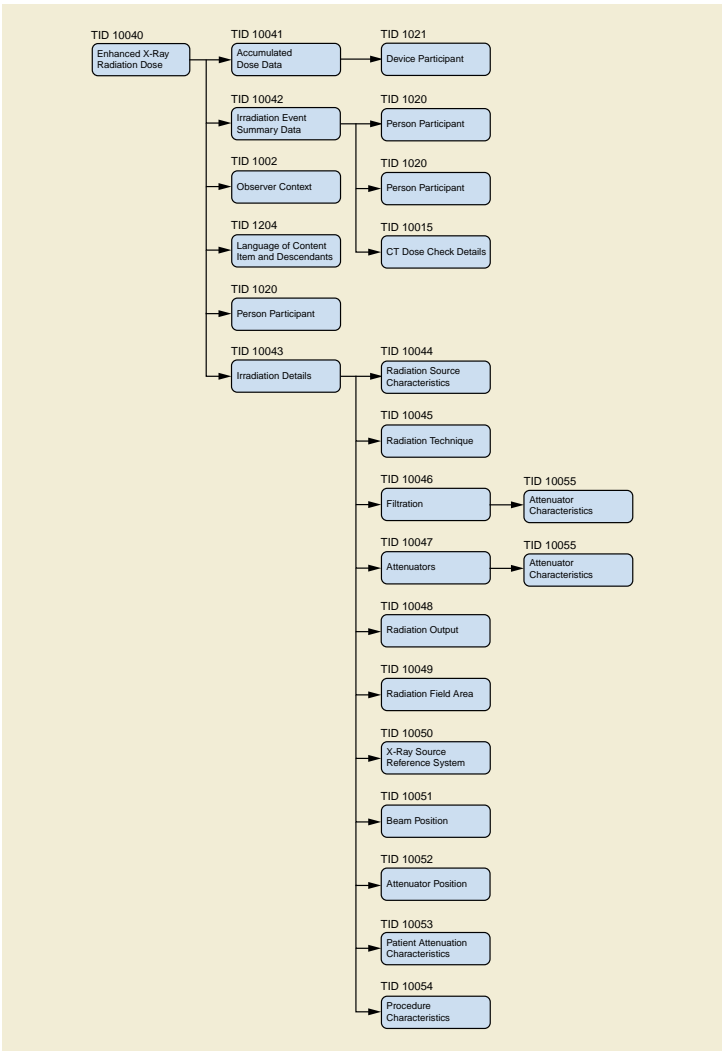 TID 10040
Enhanced X-Ray
Radiation Dose
TID 10041
Accumulated
Dose Data
TID 1021
Device Participant
TID 10042
Irradiation Event
Summary Data
TID 1020
Person Participant
TID 1020
Person Participant
TID 10015
CT Dose Check Details
TID 1002
Observer Context
TID 1204
Language of Content
Item and Descendants
TID 1020
Person Participant
TID 10043
Irradiation Details
TID 10044
Radiation Source
Characteristics
TID 10045
Radiation Technique
TID 10046
Filtration
TID 10055
Attenuator
Characteristics
TID 10047
Attenuators
TID 10055
Attenuator
Characteristics
TID 10048
Radiation Output
TID 10049
Radiation Field Area
TID 10050
X-Ray Source
Reference System
TID 10051
Beam Position
TID 10052
Attenuator Position
TID 10053
Patient Attenuation
Characteristics
TID 10054
Procedure
Characteristics